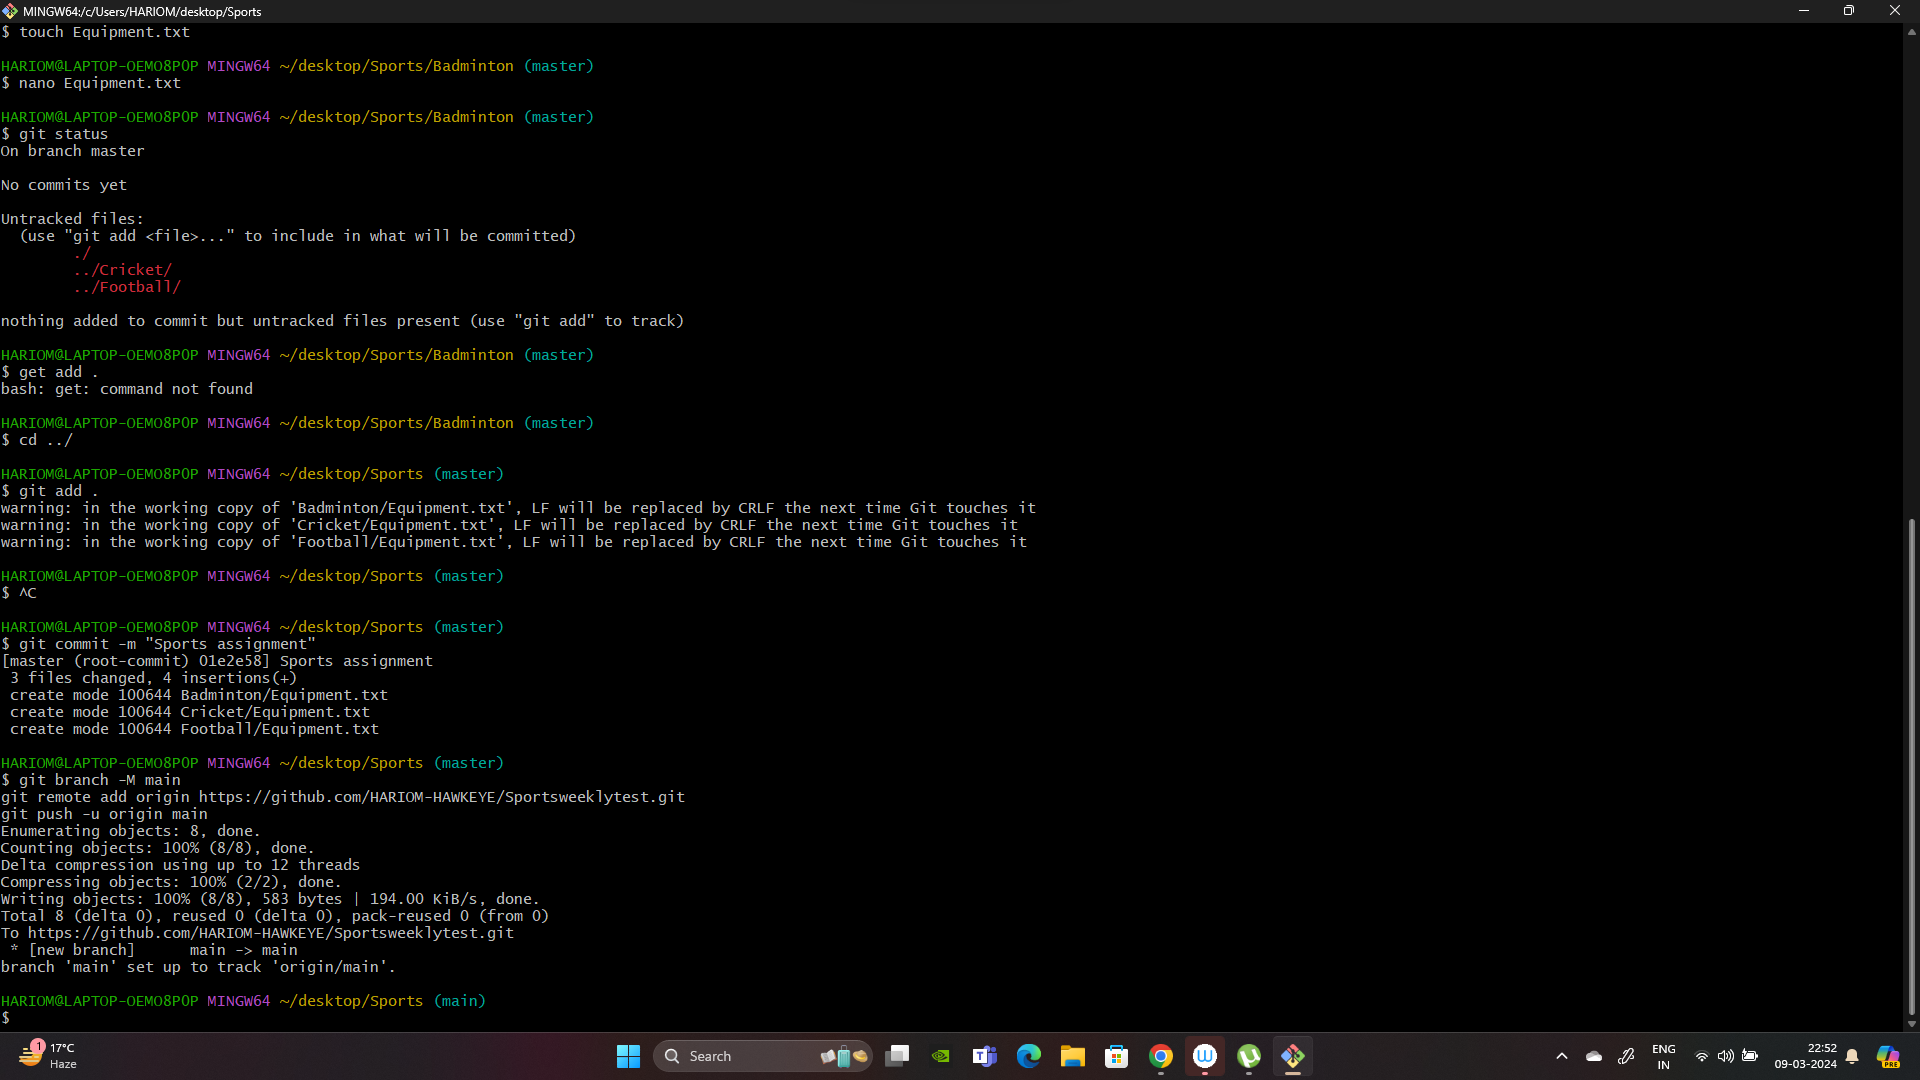 MINGW64:/c/Users/HARIOM/desktop/Sports
$ touch Equipment.txt
HARIOM@LAPTOP-OEMO8P0P MINGW64 ~/desktop/Sports/Badminton (master)
$ nano Equipment.txt
HARIOM@LAPTOP-OEMO8P0P MINGW64 ~/desktop/Sports/Badminton (master)
$ git status
On branch master
No commits yet
Untracked files:
(use "git add <file>..." to include in what will be committed)
./
../Cricket/
../Football/
nothing added to commit but untracked files present (use "git add" to track)
HARIOM@LAPTOP-OEMO8P0P MINGW64 ~/desktop/Sports/Badminton (master)
$ get add .
bash: get: command not found
HARIOM@LAPTOP-OEMO8P0P MINGW64 ~/desktop/Sports/Badminton (master)
$ cd ../
HARIOM@LAPTOP-OEMO8P0P MINGW64 ~/desktop/Sports (master)
$ git add .
warning: in the working copy of 'Badminton/Equipment.txt', LF will be replaced by CRLF the next time Git touches it
warning: in the working copy of 'Cricket/Equipment.txt', LF will be replaced by CRLF the next time Git touches it
warning: in the working copy of 'Football/Equipment.txt', LF will be replaced by CRLF the next time Git touches it
HARIOM@LAPTOP-OEMO8P0P MINGW64 ~/desktop/Sports (master)
$ ^C
HARIOM@LAPTOP-OEMO8P0P MINGW64 ~/desktop/Sports (master)
$ git commit -m "Sports assignment"
[master (root-commit) 01e2e58] Sports assignment
3 files changed, 4 insertions(+)
create mode 100644 Badminton/Equipment.txt
create mode 100644 Cricket/Equipment.txt
create mode 100644 Football/Equipment.txt
HARIOM@LAPTOP-OEMO8P0P MINGW64 ~/desktop/Sports (master)
$ git branch -M main
git remote add origin https://github.com/HARIOM-HAWKEYE/Sportsweeklytest.git
git push -u origin main
Enumerating objects: 8, done.
Counting objects: 100% (8/8), done.
Delta compression using up to 12 threads
Compressing objects: 100% (2/2), done.
Writing objects: 100% (8/8), 583 bytes | 194.00 KiB/s, done.
Total 8 (delta 0), reused 0 (delta 0), pack-reused 0 (from 0)
To https://github.com/HARIOM-HAWKEYE/Sportsweeklytest.git
* [new branch] main -> main
branch 'main' set up to track 'origin/main'.
HARIOM@LAPTOP-OEMO8P0P MINGW64 ~/desktop/Sports (main)
$
1
17°C
Haze
Search
ENG
IN
22:52
09-03-2024
PRE